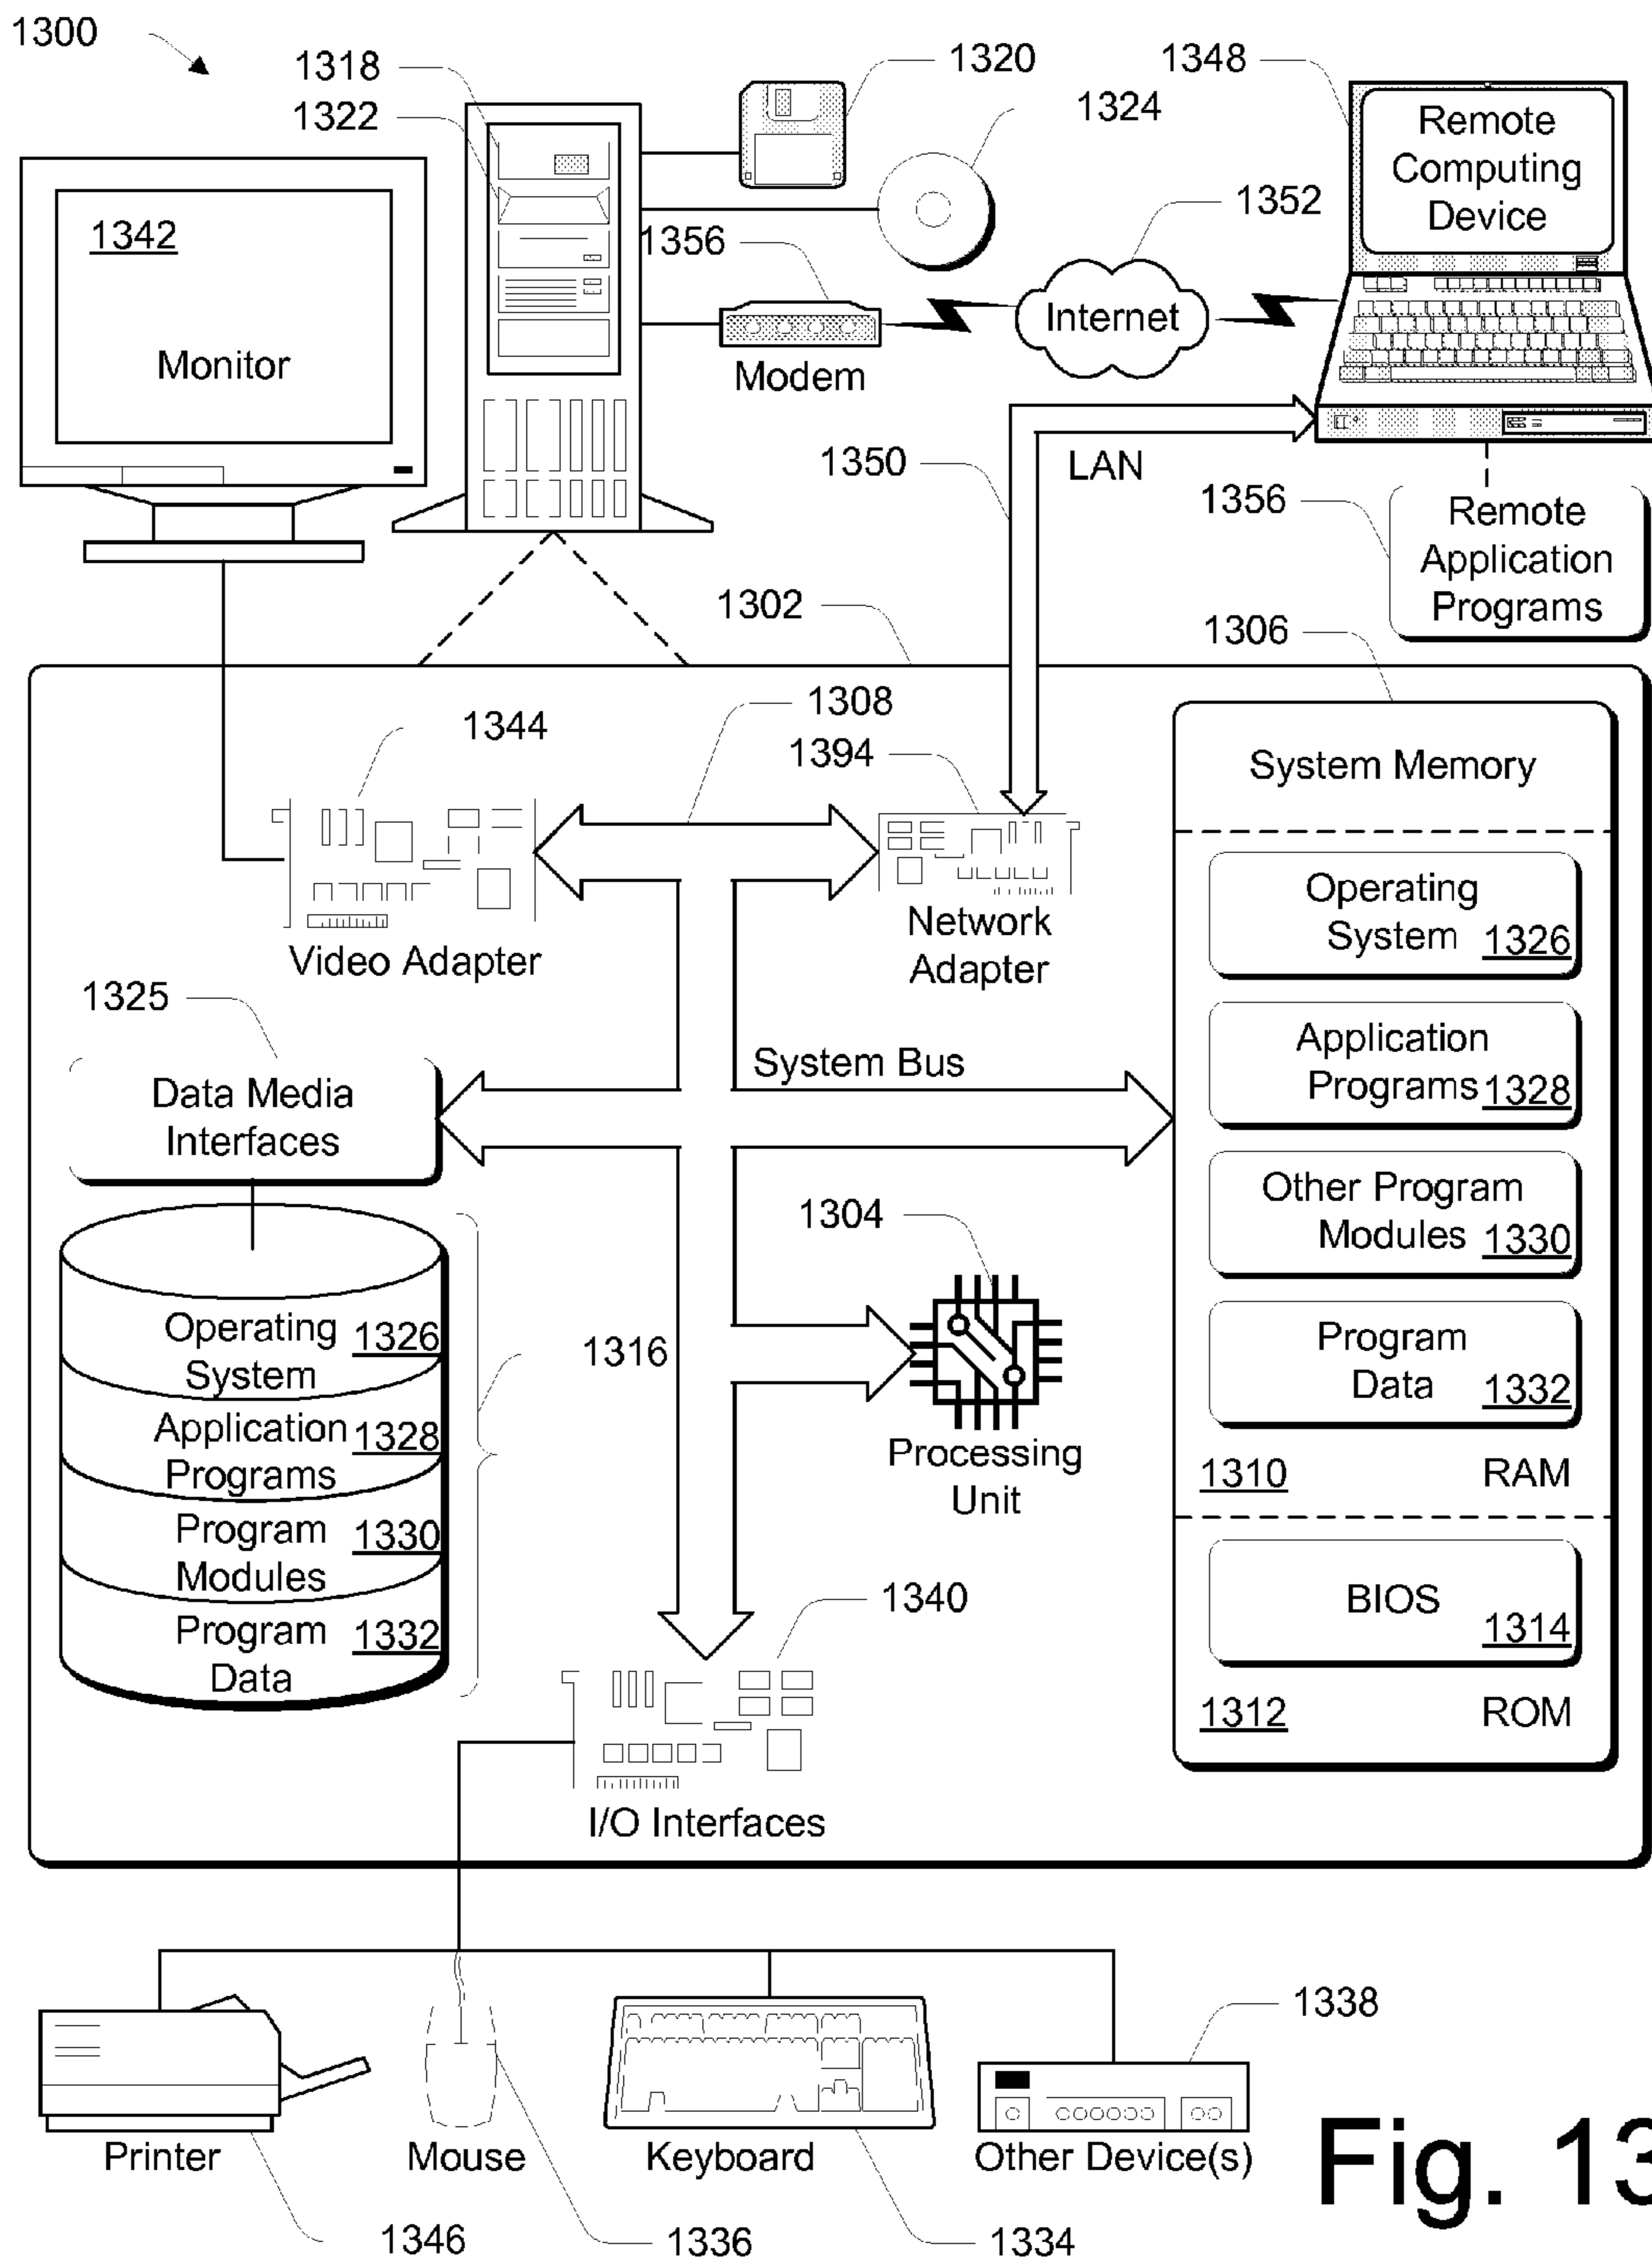 1300
1318
1322
1320
1324
1348
Remote
Computing
Device
1352
1342
Monitor
1356
Modem
Internet
1350
LAN
1356
Remote
Application
Programs
1302
1306
1308
1344
1394
System Memory
Video Adapter
Network
Adapter
Operating
System 1326
1325
Data Media
Interfaces
System Bus
Application
Programs 1328
Other Program
Modules 1330
1304
Processing
Unit
Program
Data 1332
1310 RAM
Operating 1326
System
Application 1328
Programs
Program 1330
Modules
Program 1332
Data
1316
1340
I/O Interfaces
BIOS
1314
1312 ROM
1338
Printer
Mouse
Keyboard
Other Device(s)
1346
1336
1334
Fig. 13